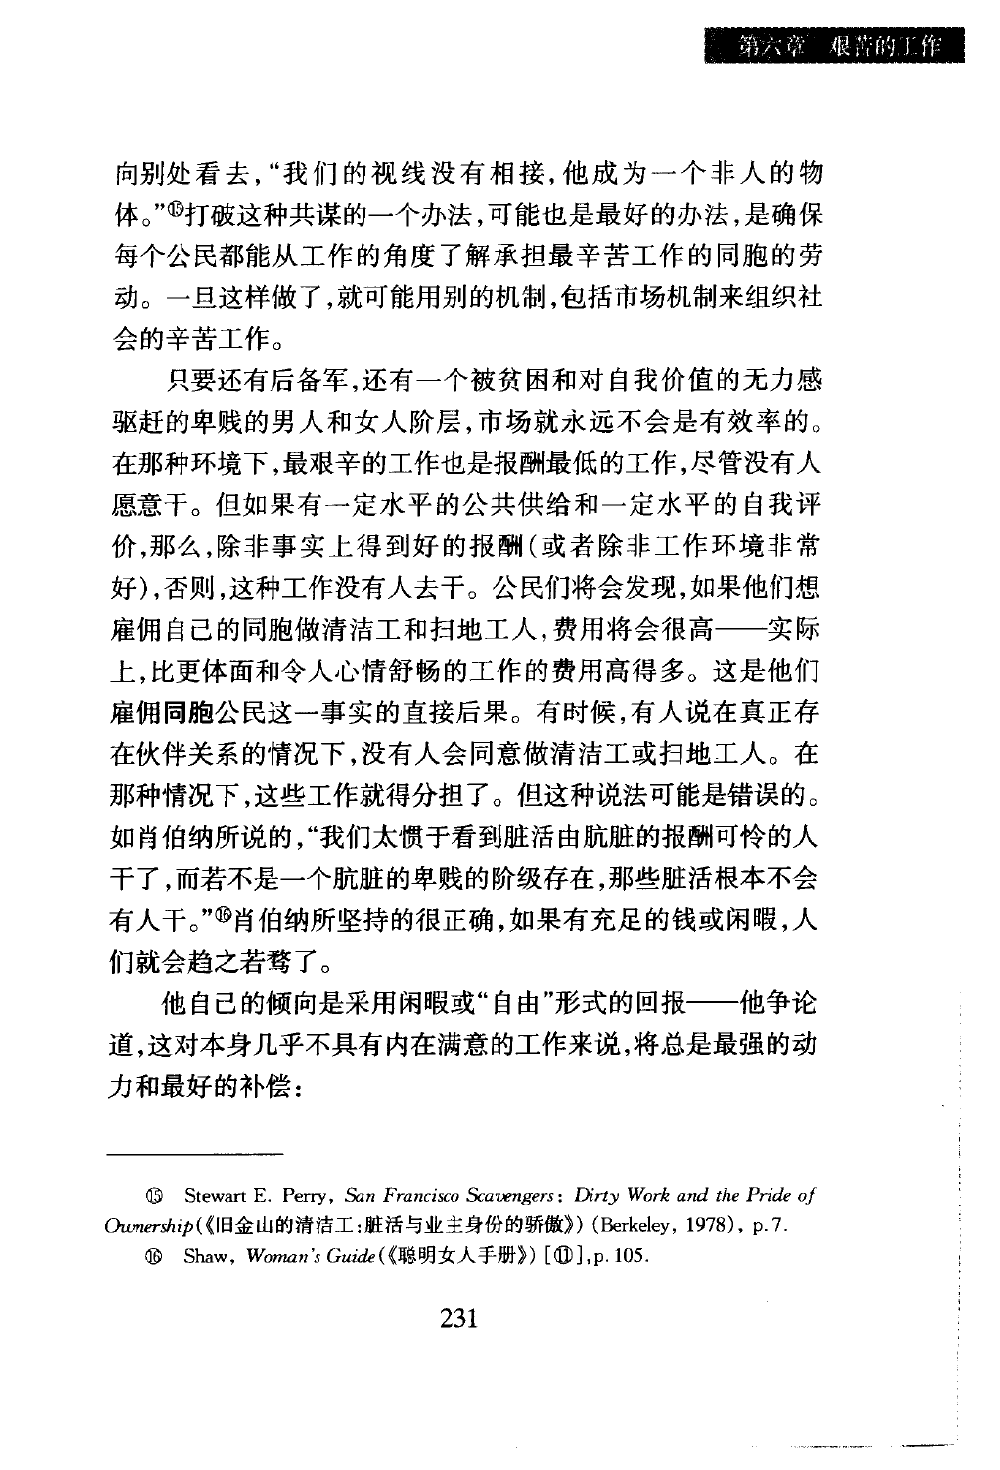 第六章 艰苦的工作
向别处看去，“我们的视线没有相接，他成为一个非人的物
体。”⑮打破这种共谋的一个办法，可能也是最好的办法，是确保
每个公民都能从工作的角度了解承担最辛苦工作的同胞的劳
动。一旦这样做了，就可能用别的机制，包括市场机制来组织社
会的辛苦工作。
只要还有后备军，还有一个被贫困和对自我价值的无力感
驱赶的卑贱的男人和女人阶层，市场就永远不会是有效率的。
在那种环境下，最艰辛的工作也是报酬最低的工作，尽管没有人
愿意干。但如果有一定水平的公共供给和一定水平的自我评
价，那么，除非事实上得到好的报酬（或者除非工作环境非常
好），否则，这种工作没有人去干。公民们将会发现，如果他们想
雇佣自己的同胞做清洁工和扫地工人，费用将会很高——实际
上，比更体面和令人心情舒畅的工作的费用高得多。这是他们
雇佣同胞公民这一事实的直接后果。有时候，有人说在真正存
在伙伴关系的情况下，没有人会同意做清洁工或扫地工人。在
那种情况下，这些工作就得分担了。但这种说法可能是错误的。
如肖伯纳所说的，“我们太惯于看到脏活由肮脏的报酬可怜的人
干了，而若不是一个肮脏的卑贱的阶级存在，那些脏活根本不会
有人干。”⑯肖伯纳所坚持的很正确，如果有充足的钱或闲暇，人
们就会趋之若骛了。
他自己的倾向是采用闲暇或“自由”形式的回报——他争论
道，这对本身几乎不具有内在满意的工作来说，将总是最强的动
力和最好的补偿：
⑮ Stewart E. Perry, San Francisco Scavengers: Dirty Work and the Pride of
Ownership(《旧金山的清洁工：脏活与业主身份的骄傲》) (Berkeley, 1978), p.7.
⑯ Shaw, Woman's Guide(《聪明女人手册》) [⑪], p. 105.
231